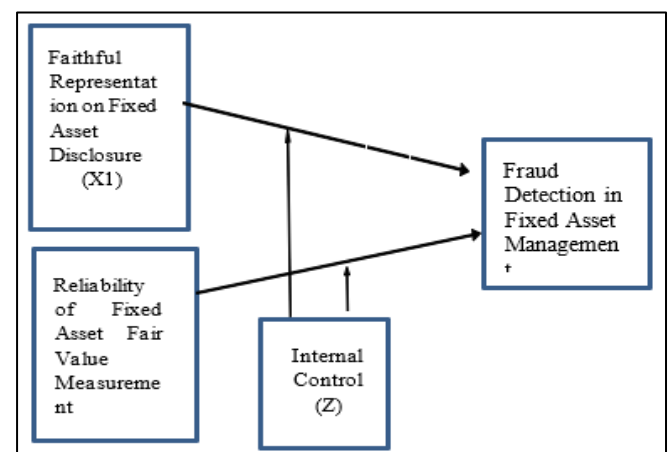 Faithful
Representat
ion on Fixed
Asset
Disclosure
(X1)
Reliability
of Fixed
Asset Fair
Value
Measureme
nt
Internal
Control
(Z)
Fraud
Detection in
Fixed Asset
Managemen
t